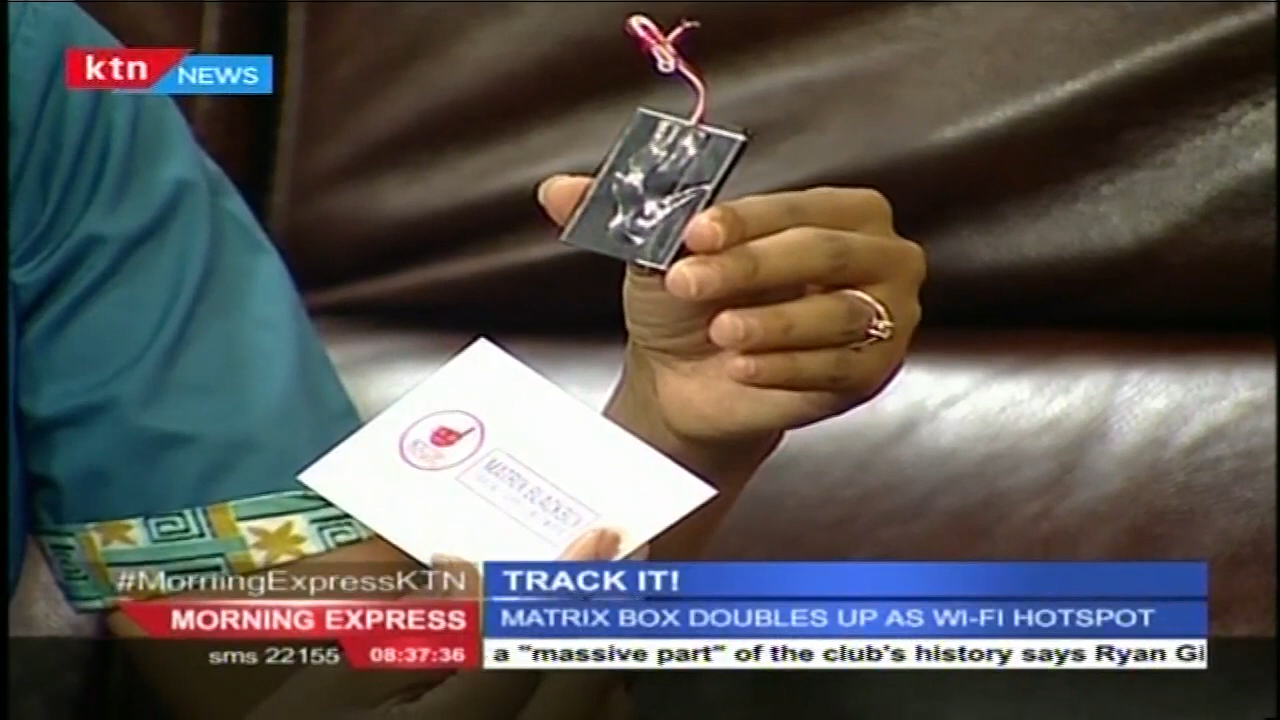 ktn NEWS
MATRIX BLACKBOX
#MorningExpressKTN
TRACK IT!
MORNING EXPRESS
MATRIX BOX DOUBLES UP AS WI-FI HOTSPOT
sms 22155 08:37:36
a "massive part" of the club's history says Ryan Gi